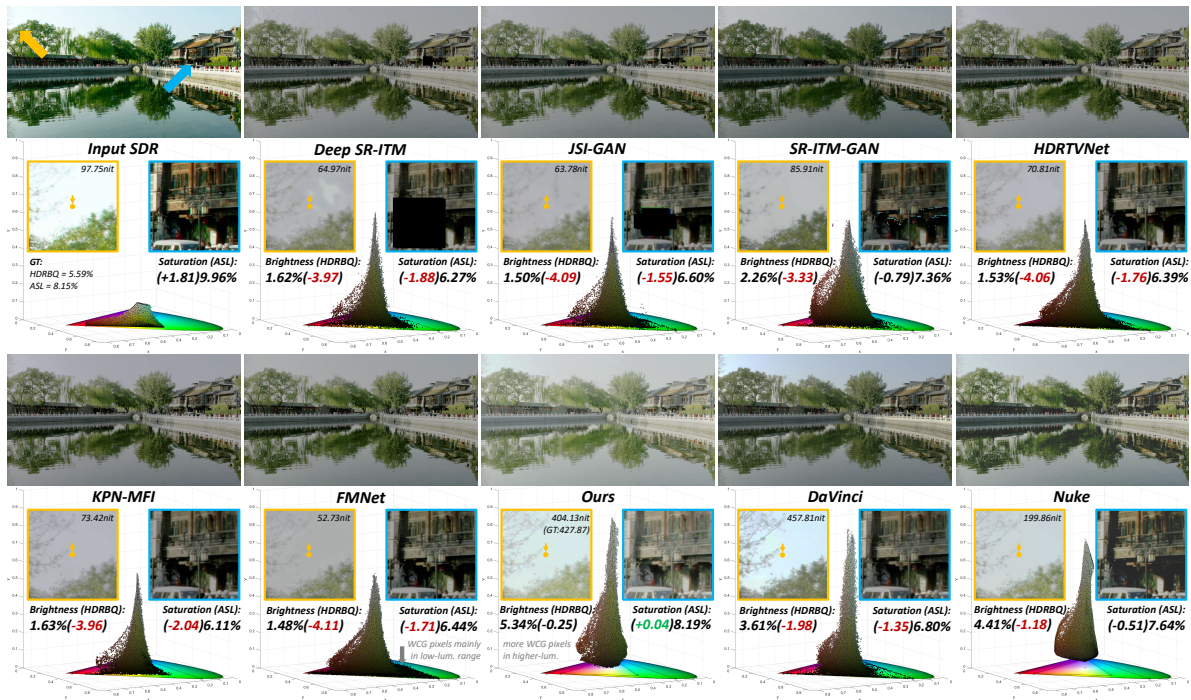 Input SDR
97.75nit
GT:
HDRBQ = 5.59%
ASL = 8.15%
Saturation (ASL):
(+1.81)9.96%
Deep SR-ITM
64.97nit
Brightness (HDRBQ):
1.62%(-3.97)
Saturation (ASL):
(-1.88)6.27%
JSI-GAN
63.78nit
Brightness (HDRBQ):
1.50%(-4.09)
Saturation (ASL):
(-1.55)6.60%
SR-ITM-GAN
85.91nit
Brightness (HDRBQ):
2.26%(-3.33)
Saturation (ASL):
(-0.79)7.36%
HDRTVNet
70.81nit
Brightness (HDRBQ):
1.53%(-4.06)
Saturation (ASL):
(-1.76)6.39%
KPN-MFI
73.42nit
Brightness (HDRBQ):
1.63%(-3.96)
Saturation (ASL):
(-2.04)6.11%
FMNet
52.73nit
Brightness (HDRBQ):
1.48%(-4.11)
Saturation (ASL):
(-1.71)6.44%
WCG pixels mainly
in low-lum. range
Ours
404.13nit
(GT:427.87)
Brightness (HDRBQ):
5.34%(-0.25)
Saturation (ASL):
(+0.04)8.19%
more WCG pixels
in higher-lum.
DaVinci
457.81nit
Brightness (HDRBQ):
3.61%(-1.98)
Saturation (ASL):
(-1.35)6.80%
Nuke
199.86nit
Brightness (HDRBQ):
4.41%(-1.18)
Saturation (ASL):
(-0.51)7.64%